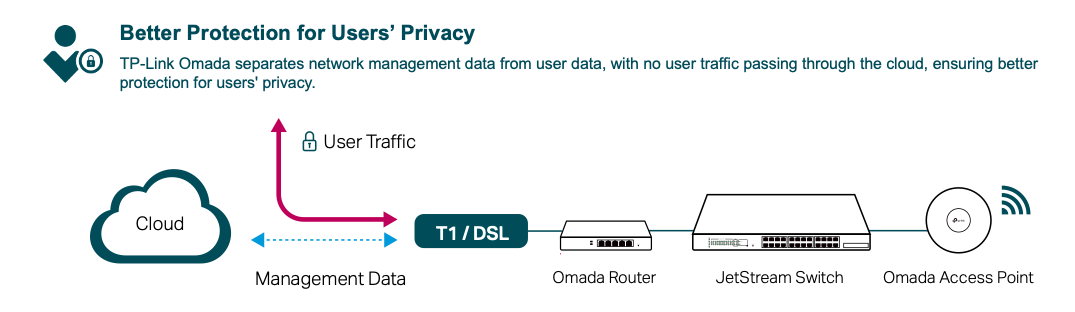 Better Protection for Users’ Privacy
TP-Link Omada separates network management data from user data, with no user traffic passing through the cloud, ensuring better
protection for users' privacy.
User Traffic
Cloud
T1 / DSL
Management Data
Omada Router
JetStream Switch
Omada Access Point